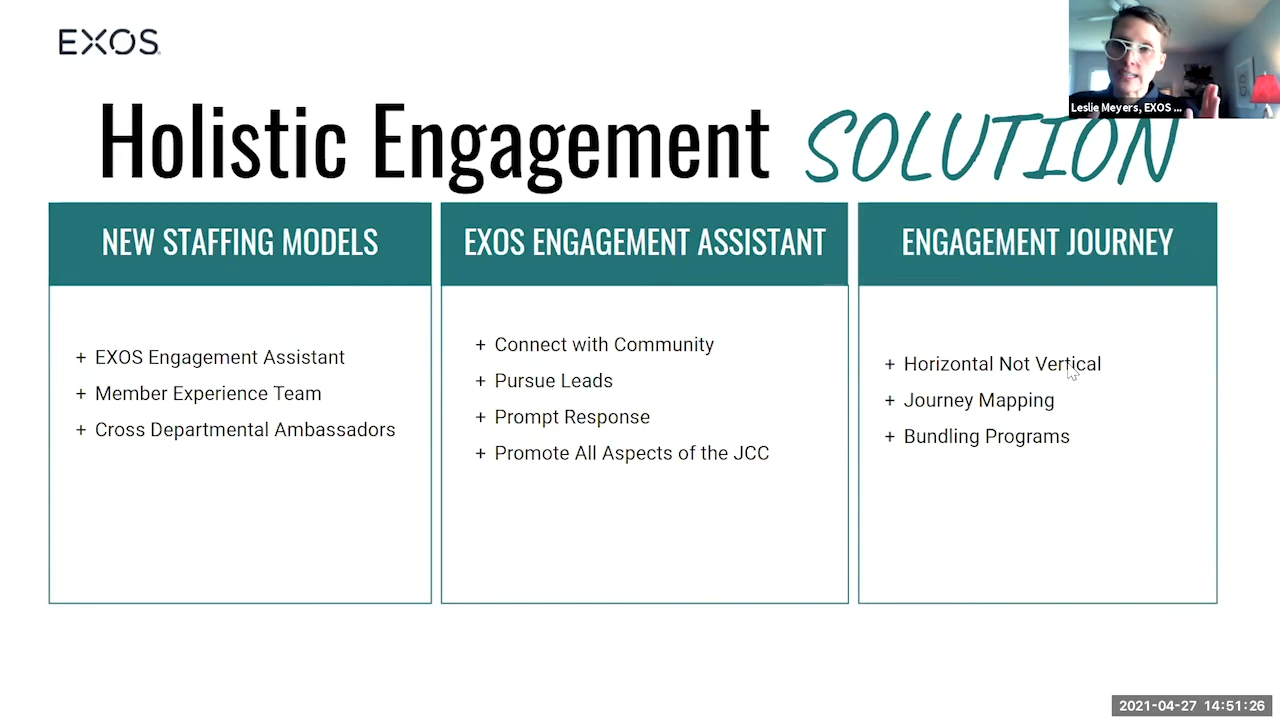 EXOS
Leslie Meyers, EXOS ...
Holistic Engagement SOLUTION
NEW STAFFING MODELS
+ EXOS Engagement Assistant
+ Member Experience Team
+ Cross Departmental Ambassadors
EXOS ENGAGEMENT ASSISTANT
+ Connect with Community
+ Pursue Leads
+ Prompt Response
+ Promote All Aspects of the JCC
ENGAGEMENT JOURNEY
+ Horizontal Not Vertical
+ Journey Mapping
+ Bundling Programs
2021-04-27 14:51:26